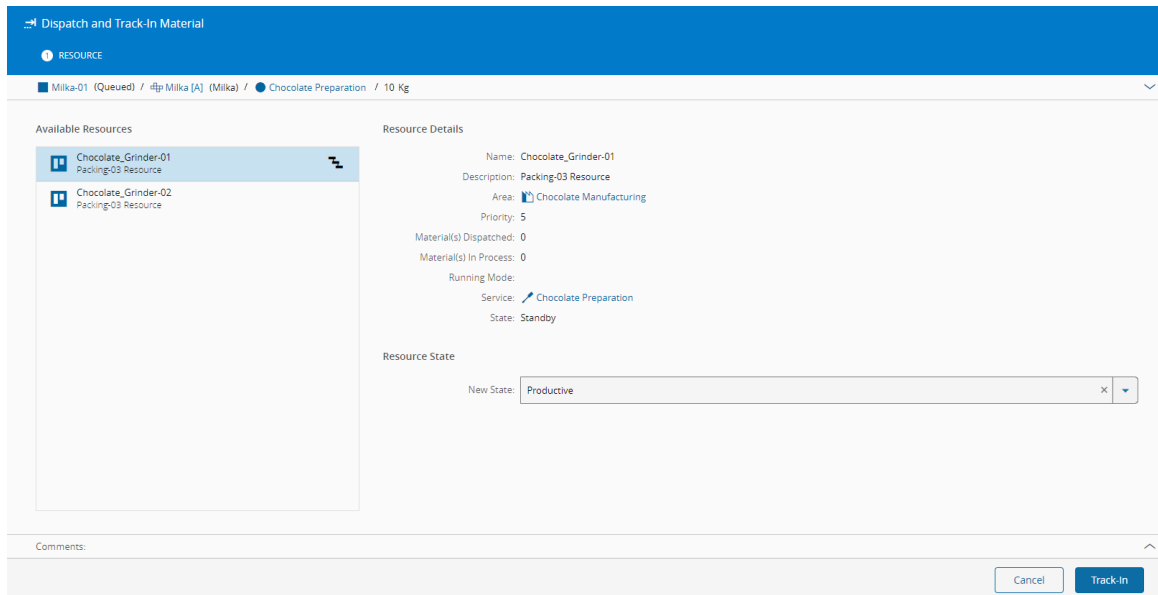 Dispatch and Track-In Material
1 RESOURCE
Milka-01 (Queued) / Milka [A] (Milka) / Chocolate Preparation / 10 Kg
Available Resources
Chocolate_Grinder-01
Packing-03 Resource
Chocolate_Grinder-02
Packing-03 Resource
Resource Details
Name: Chocolate_Grinder-01
Description: Packing-03 Resource
Area: Chocolate Manufacturing
Priority: 5
Material(s) Dispatched: 0
Material(s) In Process: 0
Running Mode:
Service: Chocolate Preparation
State: Standby
Resource State
New State: Productive
Comments:
Cancel
Track-In